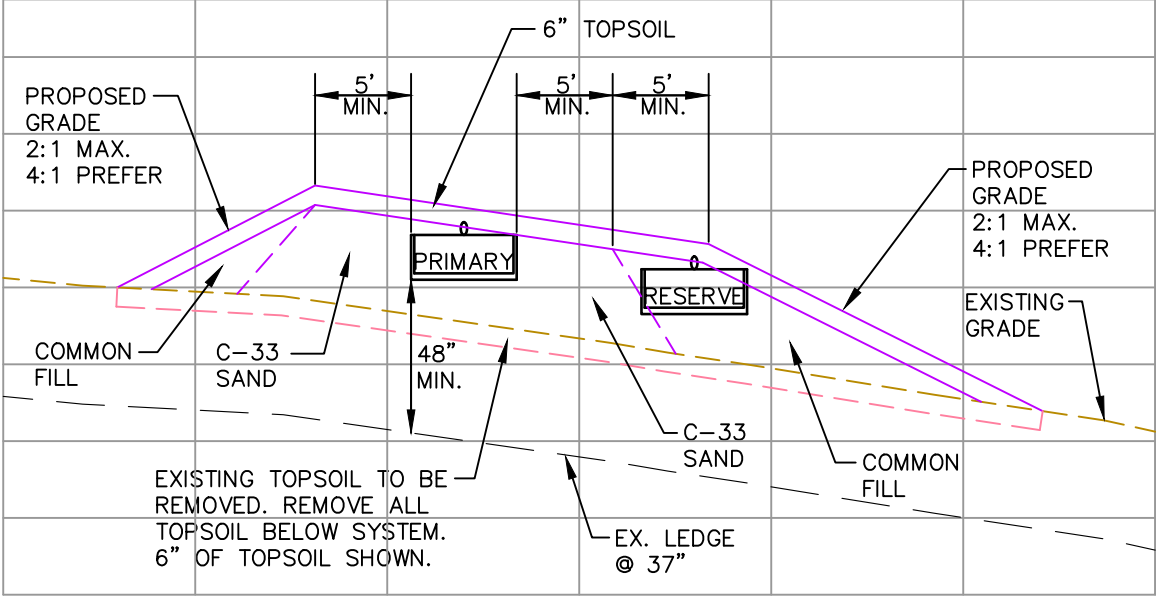 6” TOPSOIL
PROPOSED
GRADE
2:1 MAX.
4:1 PREFER
5’
MIN.
5’
MIN.
5’
MIN.
PROPOSED
GRADE
2:1 MAX.
4:1 PREFER
PRIMARY
RESERVE
EXISTING
GRADE
COMMON
FILL
C-33
SAND
48”
MIN.
C-33
SAND
COMMON
FILL
EXISTING TOPSOIL TO BE
REMOVED. REMOVE ALL
TOPSOIL BELOW SYSTEM.
6” OF TOPSOIL SHOWN.
EX. LEDGE
@ 37”